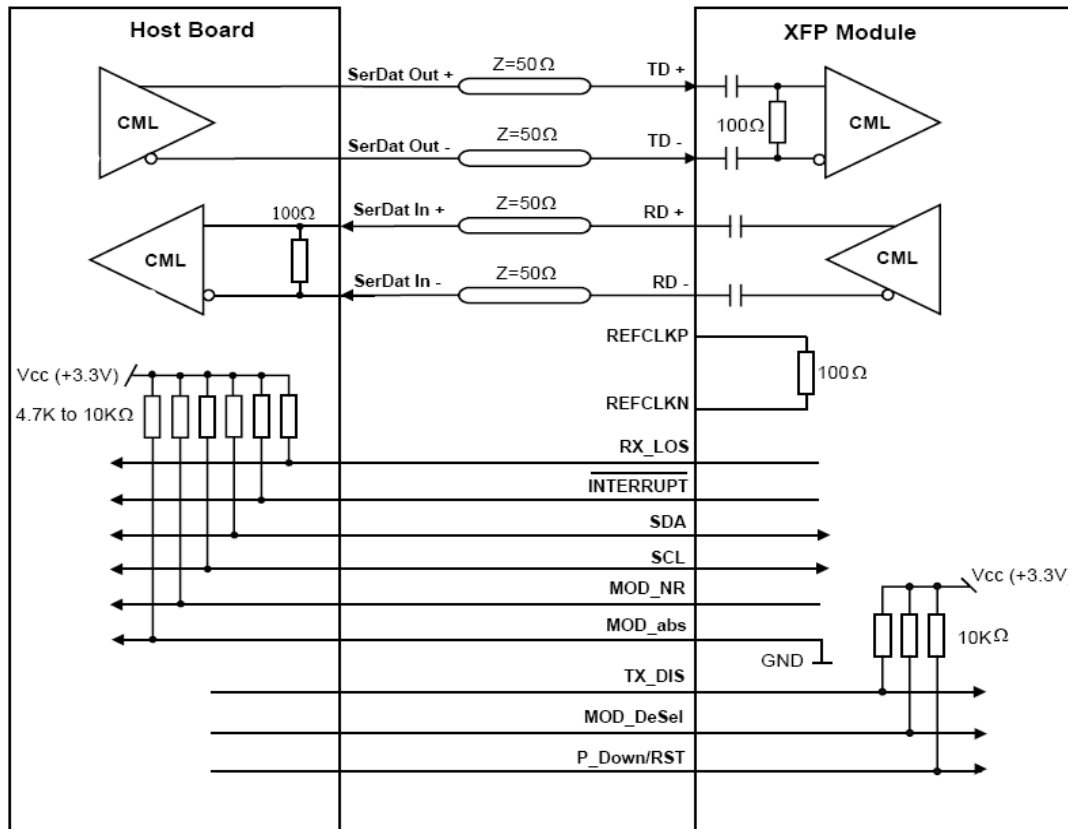 Host Board
XFP Module
SerDat Out +
Z=50Ω
TD +
CML
100Ω
CML
SerDat Out -
Z=50Ω
TD -
SerDat In +
Z=50Ω
RD +
100Ω
CML
CML
SerDat In -
Z=50Ω
RD -
REFCLKP
Vcc (+3.3V)
100Ω
4.7K to 10KΩ
REFCLKN
RX_LOS
INTERRUPT
SDA
SCL
Vcc (+3.3V)
MOD_NR
MOD_abs
10KΩ
GND
TX_DIS
MOD_DeSel
P_Down/RST